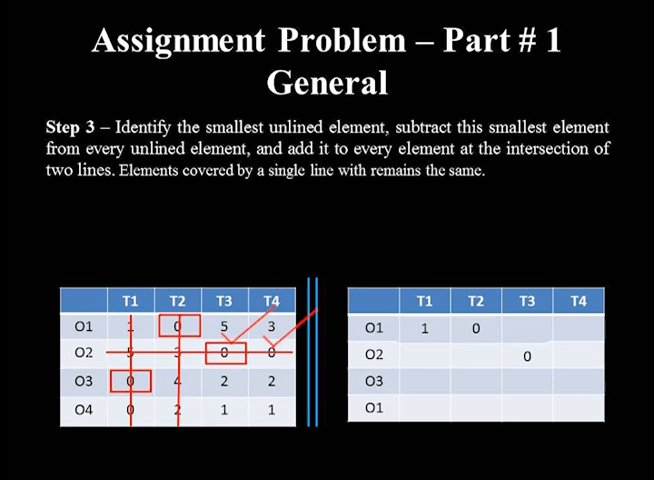 Assignment Problem – Part # 1
General
Step 3 – Identify the smallest unlined element, subtract this smallest element
from every unlined element, and add it to every element at the intersection of
two lines. Elements covered by a single line with remains the same.
T1 T2 T3 T4
O1 1 0 5 3
O2 5 3 0 0
O3 0 4 2 2
O4 0 2 1 1
T1 T2 T3 T4
O1 1 0
O2 0
O3
O1